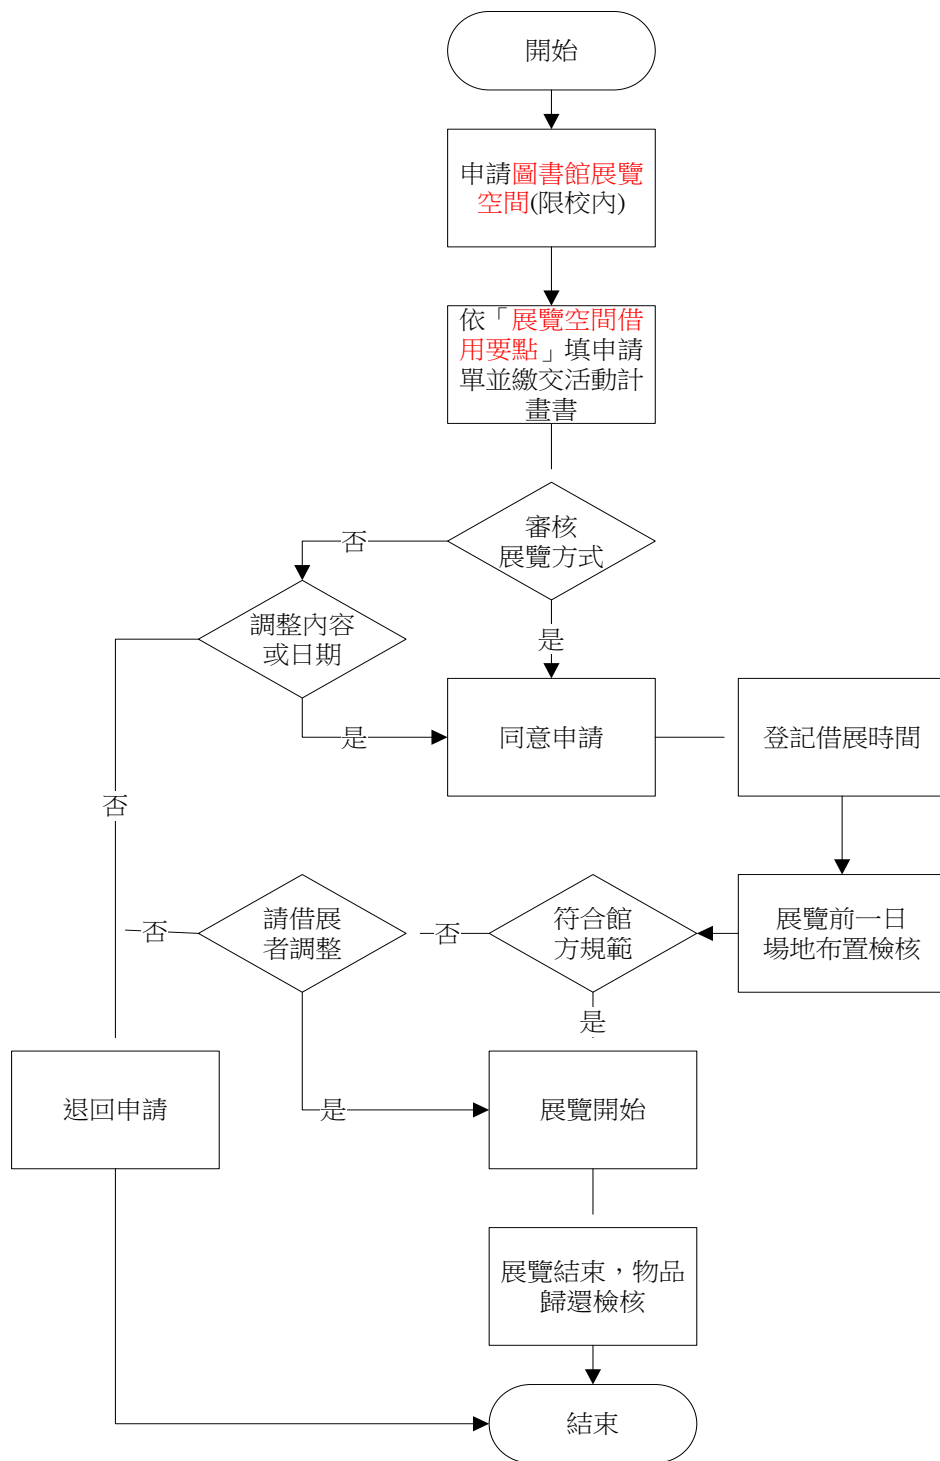 開始
申請圖書館展覽
空間(限校內)
依「展覽空間借
用要點」填申請
單並繳交活動計
畫書
審核
展覽方式
否
調整內容
或日期
是
是
同意申請
登記借展時間
否
否
請借展
者調整
否
符合館
方規範
展覽前一日
場地布置檢核
是
退回申請
是
展覽開始
展覽結束，物品
歸還檢核
結束